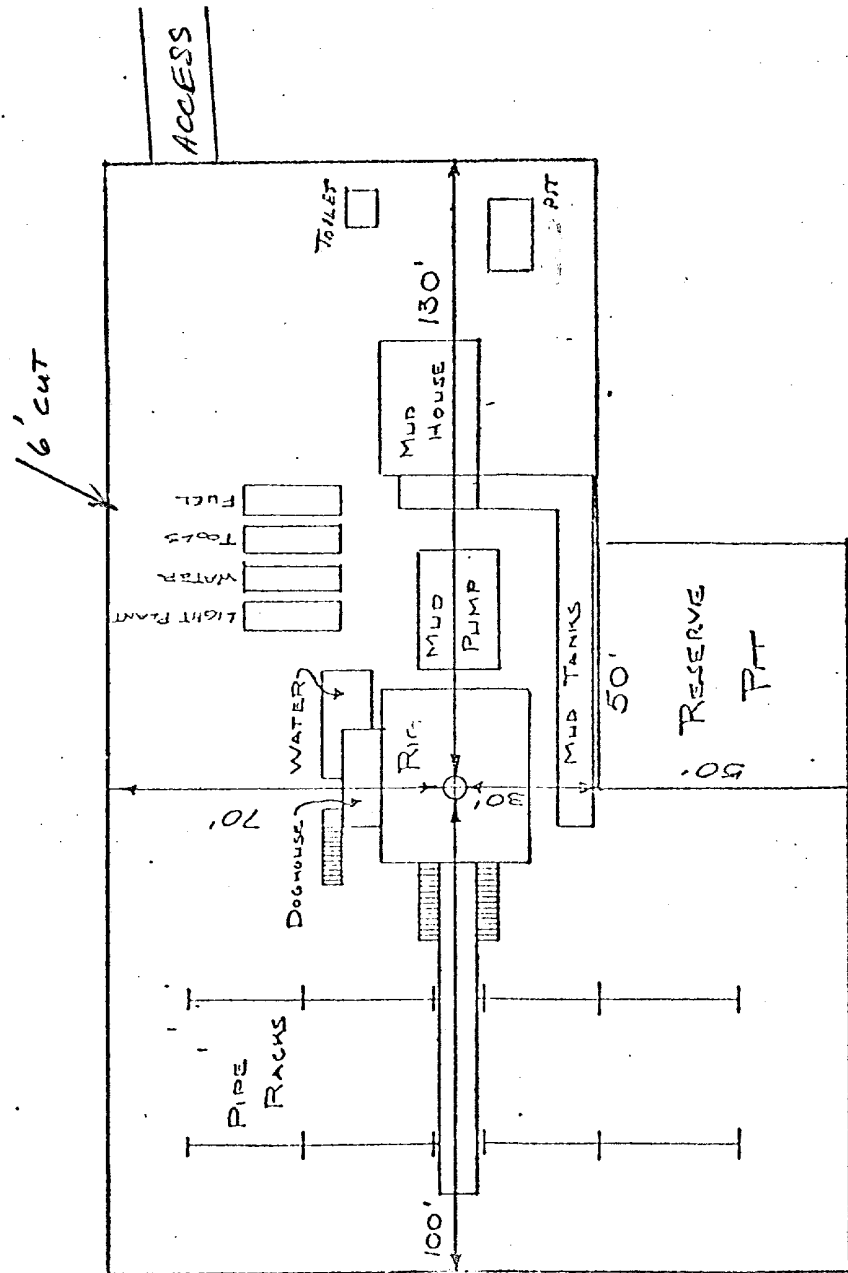 ACCESS
16' CUT
TOILET
PIT
130'
MUD
HOUSE
FUEL
TOOLS
WATER
LIGHT PLANT
MUD
PUMP
WATER
DOGHOUSE
RIG
70'
30'
MUD TANKS
50'
RESERVE
PIT
50'
PIPE
RACKS
100'